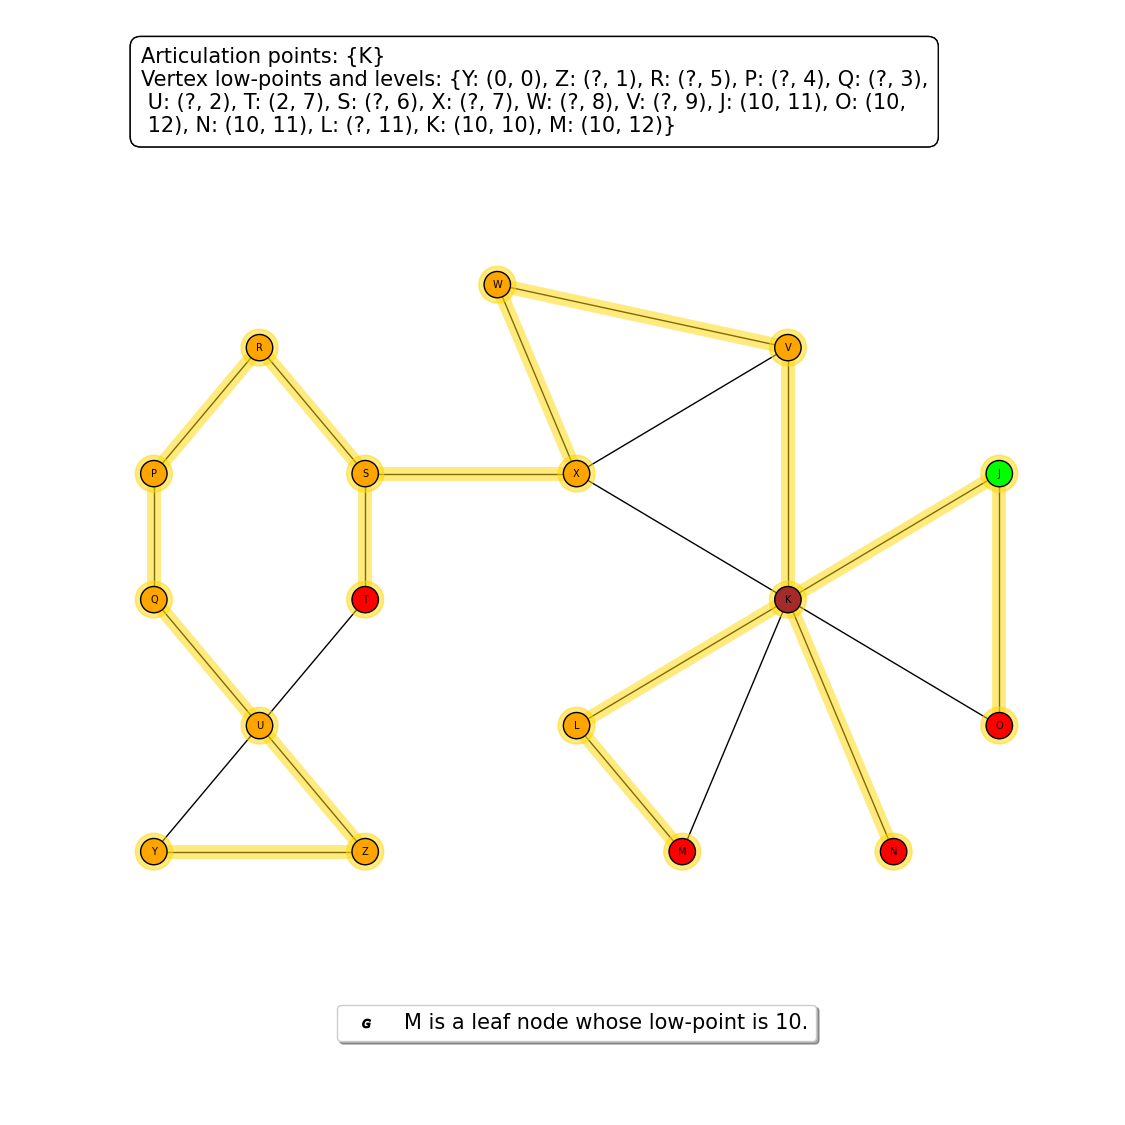 Articulation points: {K}
Vertex low-points and levels: {Y: (0, 0), Z: (?, 1), R: (?, 5), P: (?, 4), Q: (?, 3),
U: (?, 2), T: (2, 7), S: (?, 6), X: (?, 7), W: (?, 8), V: (?, 9), J: (10, 11), O: (10,
12), N: (10, 11), L: (?, 11), K: (10, 10), M: (10, 12)}
W
R
V
P
S
X
J
Q
T
K
U
L
O
Y
Z
M
N
G M is a leaf node whose low-point is 10.